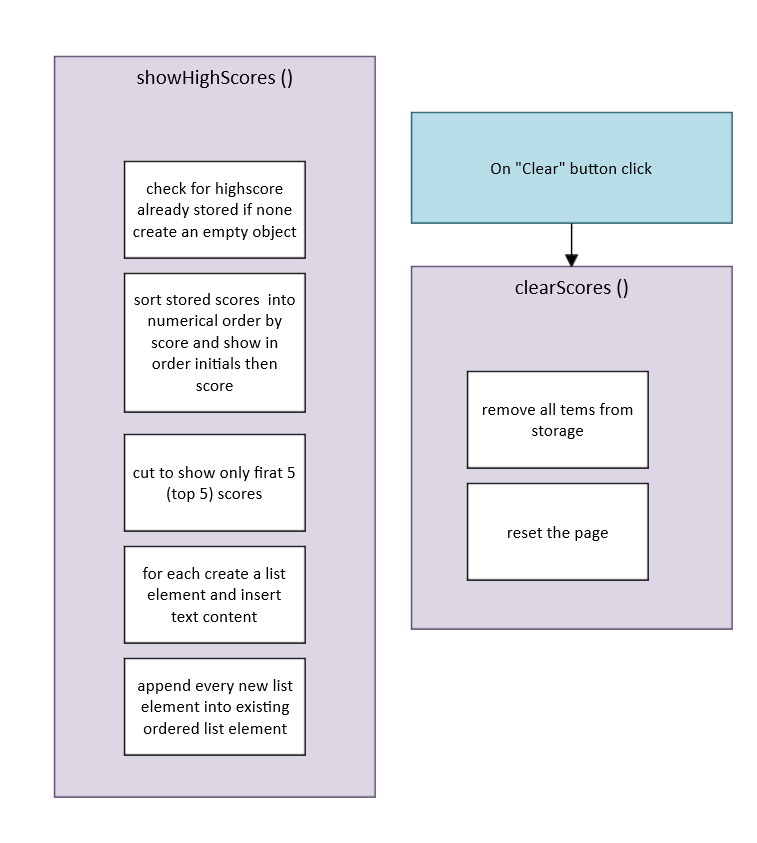 showHighScores ()
check for highscore
already stored if none
create an empty object
sort stored scores  into
numerical order by
score and show in
order initials then
score
cut to show only firat 5
(top 5) scores
for each create a list
element and insert
text content
append every new list
element into existing
ordered list element
On "Clear" button click
clearScores ()
remove all tems from
storage
reset the page